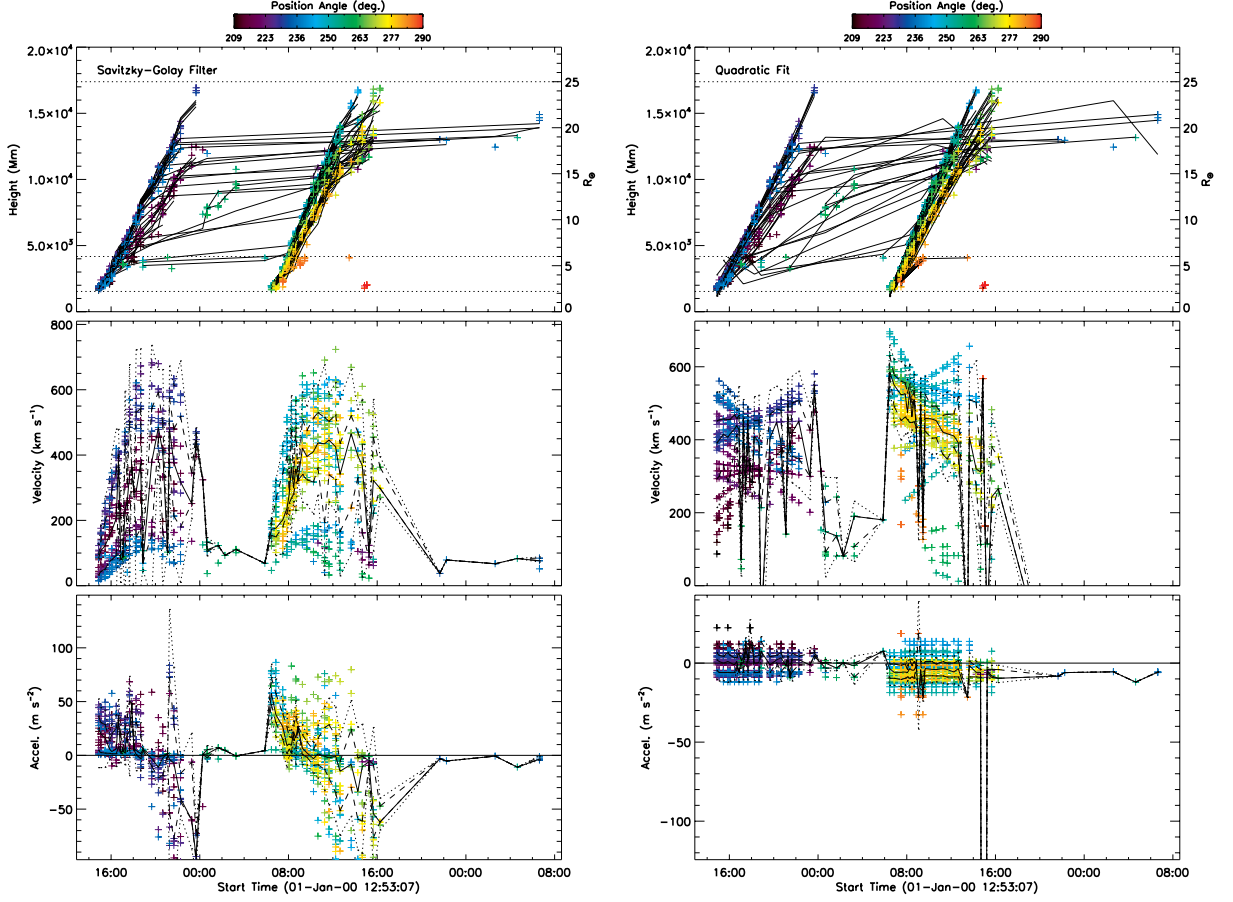 Position Angle (deg.)
209 223 236 250 263 277 290
Savitzky-Golay Filter
2.0×10⁴
1.5×10⁴
1.0×10⁴
5.0×10³
0
Height (Mm)
25
20
15
10
5
0
R⊙
800
600
400
200
0
Velocity (km s⁻¹)
100
50
0
−50
Accel. (m s⁻²)
16:00 00:00 08:00 16:00 00:00 08:00
Start Time (01-Jan-00 12:53:07)
Position Angle (deg.)
209 223 236 250 263 277 290
Quadratic Fit
2.0×10⁴
1.5×10⁴
1.0×10⁴
5.0×10³
0
Height (Mm)
25
20
15
10
5
0
R⊙
600
400
200
0
Velocity (km s⁻¹)
0
−50
−100
Accel. (m s⁻²)
16:00 00:00 08:00 16:00 00:00 08:00
Start Time (01-Jan-00 12:53:07)